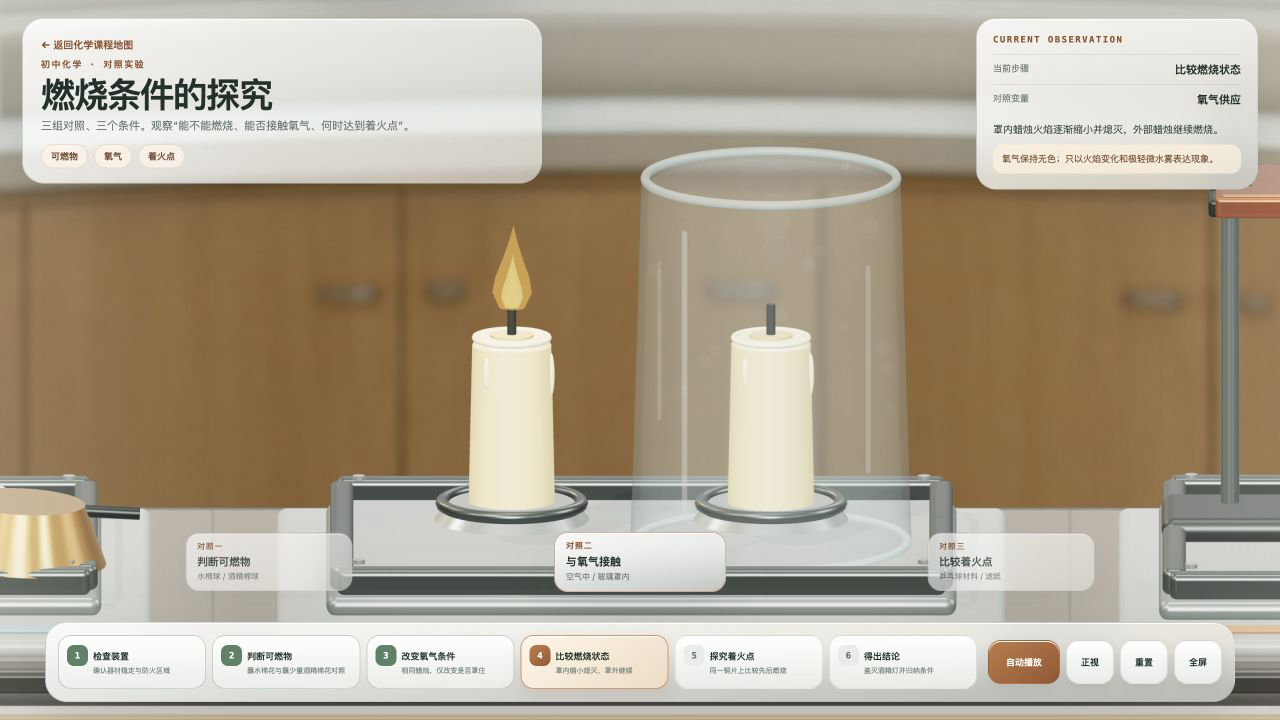 ← 返回化学课程地图
初中化学 · 对照实验
燃烧条件的探究
三组对照、三个条件。观察“能不能燃烧、能否接触氧气、何时达到着火点”。
可燃物 氧气 着火点
CURRENT OBSERVATION
当前步骤 比较燃烧状态
对照变量 氧气供应
罩内蜡烛火焰逐渐缩小并熄灭，外部蜡烛继续燃烧。
氧气保持无色；只以火焰变化和极轻微水雾表达现象。
对照一
判断可燃物
水棉球 / 酒精棉球
对照二
与氧气接触
空气中 / 玻璃罩内
对照三
比较着火点
乒乓球材料 / 滤纸
1 检查装置
确认器材稳定与防火区域
2 判断可燃物
蘸水棉花与蘸少量酒精棉花对照
3 改变氧气条件
相同蜡烛，仅改变是否罩住
4 比较燃烧状态
罩内缩小熄灭，罩外继续
5 探究着火点
同一铜片上比较先后燃烧
6 得出结论
盖灭酒精灯并归纳条件
自动播放 正视 重置 全屏